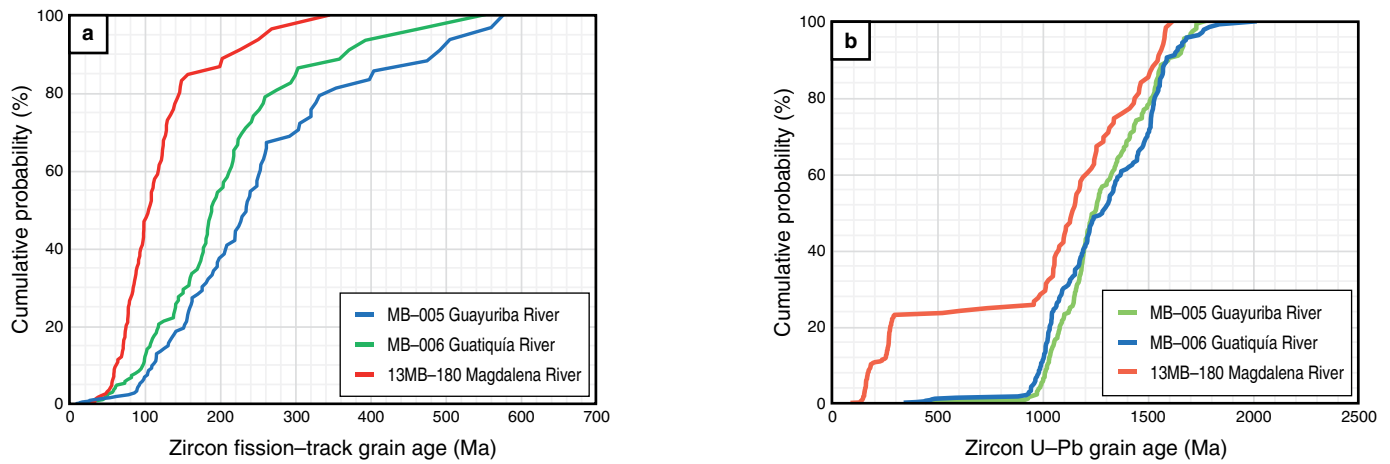 a
Cumulative probability (%)
100
80
60
40
20
0
0 100 200 300 400 500 600 700
Zircon fission–track grain age (Ma)
MB–005 Guayuriba River
MB–006 Guatiquía River
13MB–180 Magdalena River
b
Cumulative probability (%)
100
80
60
40
20
0
0 500 1000 1500 2000 2500
Zircon U–Pb grain age (Ma)
MB–005 Guayuriba River
MB–006 Guatiquía River
13MB–180 Magdalena River